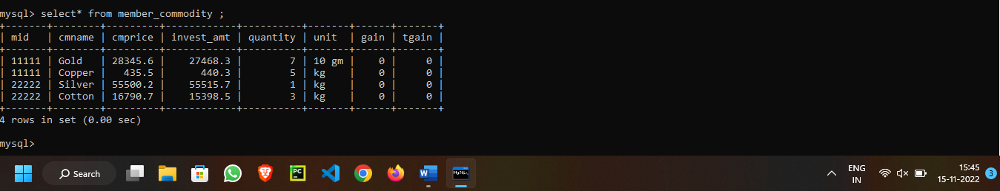 mysql> select* from member_commodity ;
+-------+--------+---------+------------+----------+-------+------+-------+
| mid   | cmname | cmprice | invest_amt | quantity | unit  | gain | tgain |
+-------+--------+---------+------------+----------+-------+------+-------+
| 11111 | Gold   | 28345.6 |    27468.3 |        7 | 10 gm |    0 |     0 |
| 11111 | Copper |   435.5 |      440.3 |        5 | kg    |    0 |     0 |
| 22222 | Silver | 55500.2 |    55515.7 |        1 | kg    |    0 |     0 |
| 22222 | Cotton | 16790.7 |    15398.5 |        3 | kg    |    0 |     0 |
+-------+--------+---------+------------+----------+-------+------+-------+
4 rows in set (0.00 sec)
mysql>
Search
PC
W
MySQL
ENG
IN
15:45
15-11-2022
3